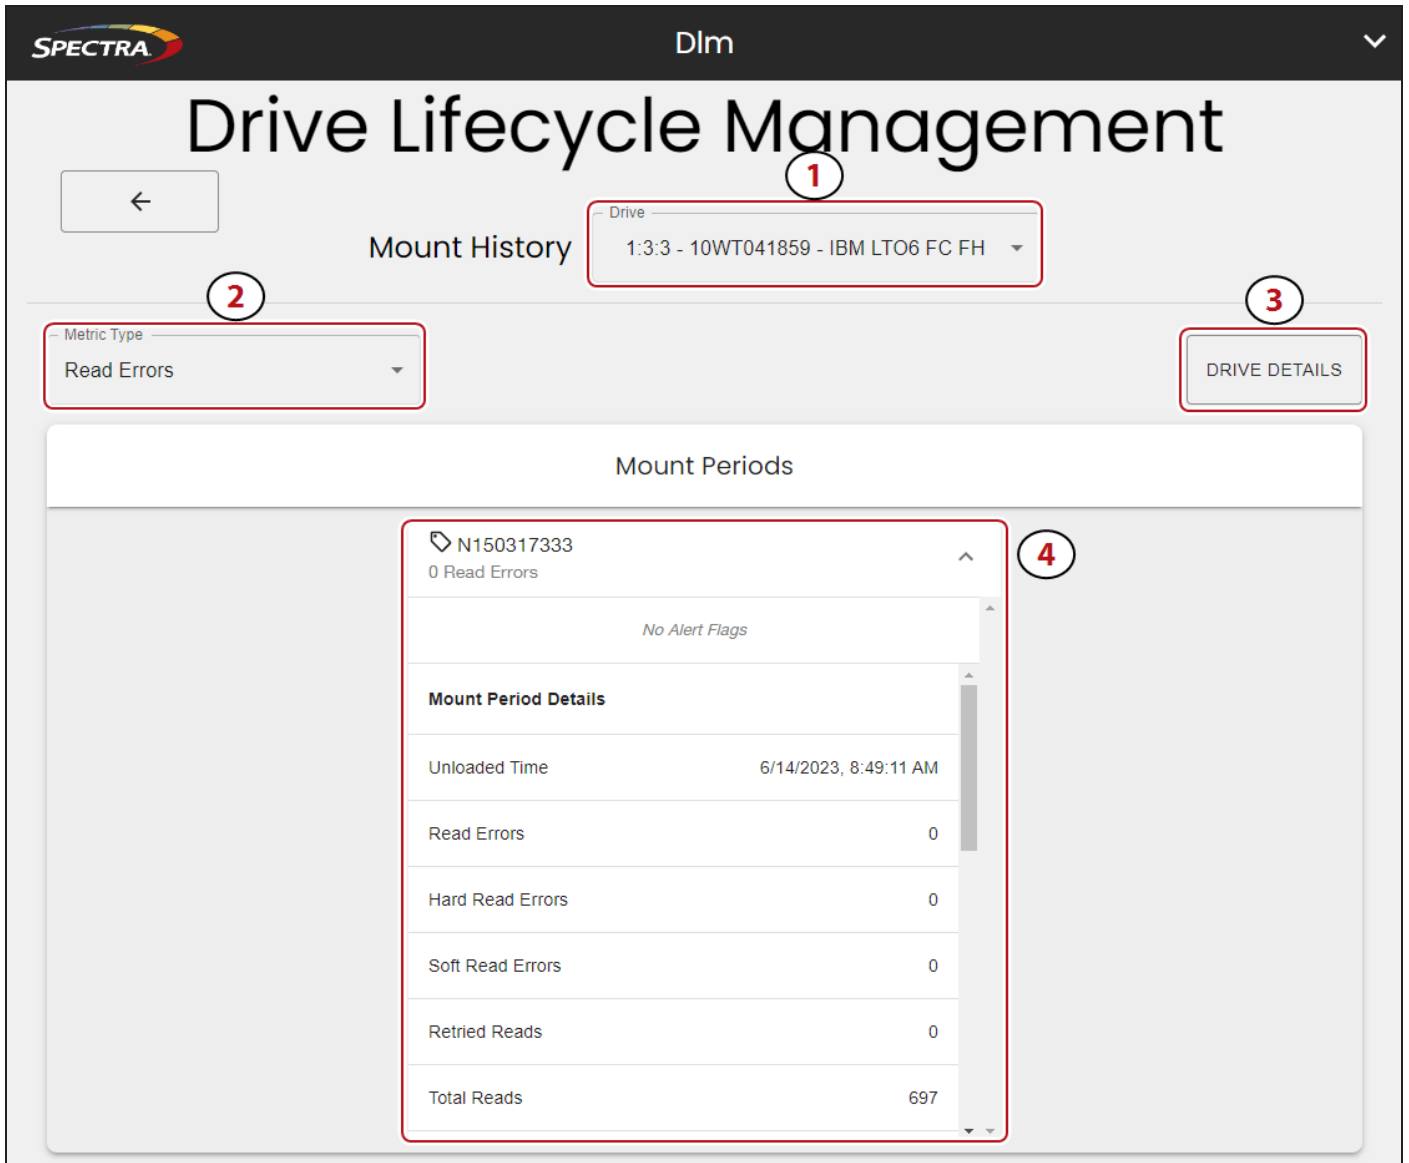 SPECTRA
Dlm
Drive Lifecycle Management
1
Drive
Mount History
1:3:3 - 10WT041859 - IBM LTO6 FC FH
2
3
Metric Type
Read Errors
DRIVE DETAILS
Mount Periods
N150317333
0 Read Errors
4
No Alert Flags
Mount Period Details
Unloaded Time 6/14/2023, 8:49:11 AM
Read Errors 0
Hard Read Errors 0
Soft Read Errors 0
Retried Reads 0
Total Reads 697